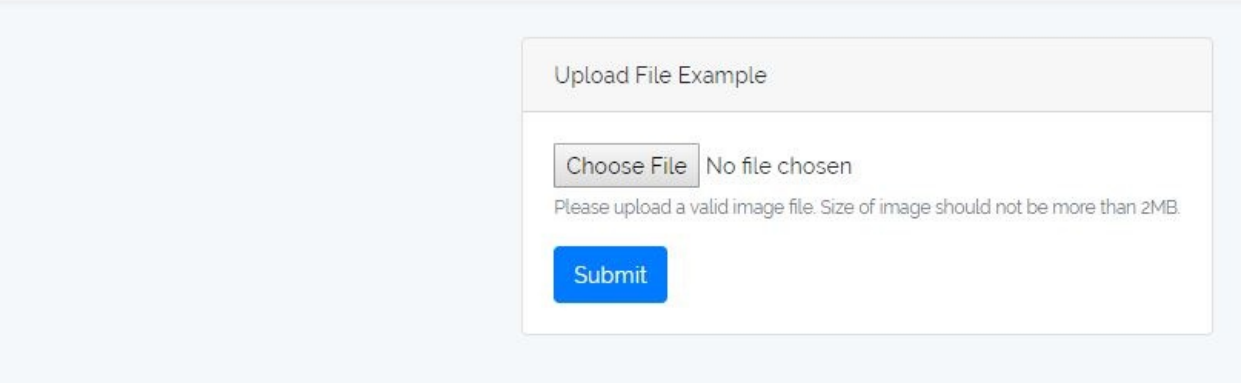 Upload File Example
Choose File No file chosen
Please upload a valid image file. Size of image should not be more than 2MB.
Submit